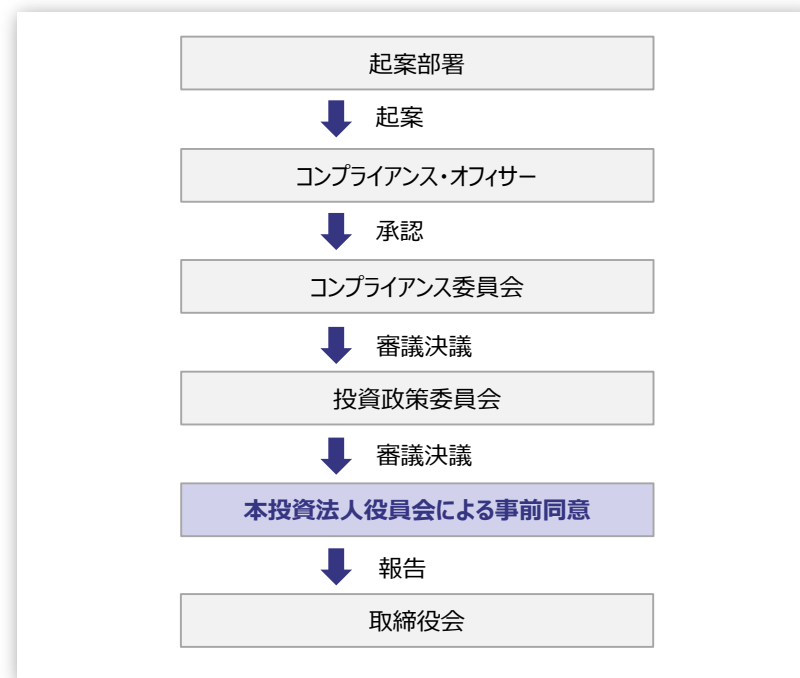 起案部署
起案
コンプライアンス・オフィサー
承認
コンプライアンス委員会
審議決議
投資政策委員会
審議決議
本投資法人役員会による事前同意
報告
取締役会